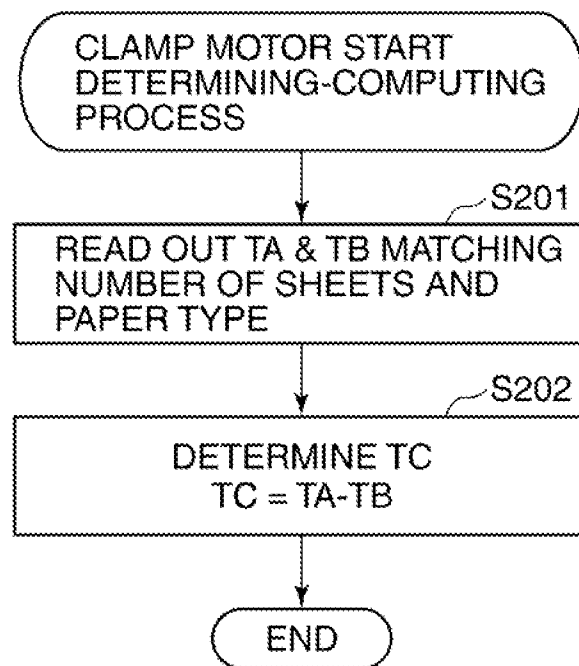 CLAMP MOTOR START
DETERMINING-COMPUTING
PROCESS
S201
READ OUT TA & TB MATCHING
NUMBER OF SHEETS AND
PAPER TYPE
S202
DETERMINE TC
TC = TA-TB
END